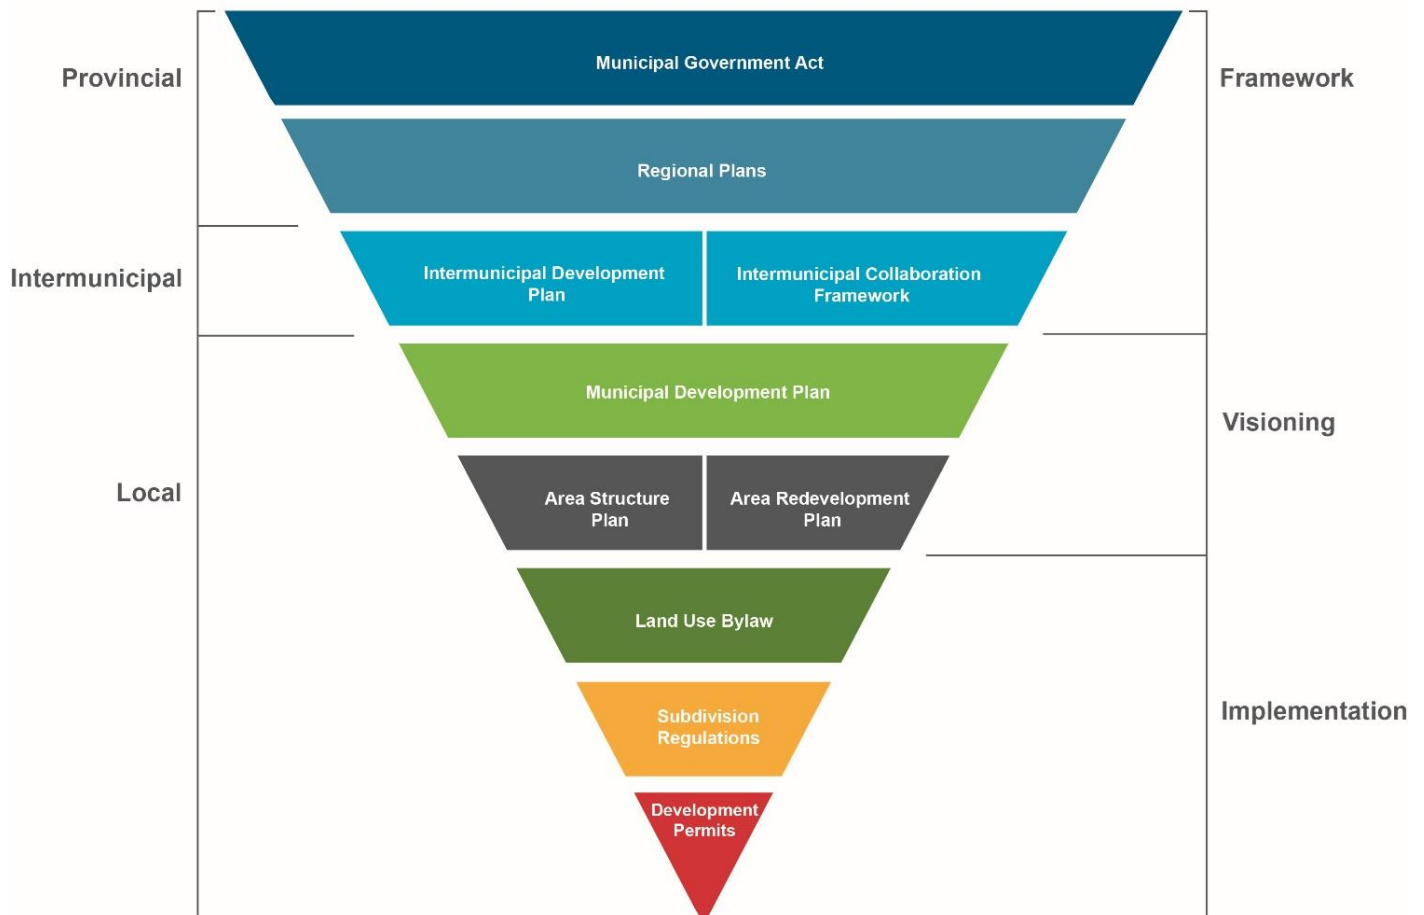 Provincial
Municipal Government Act
Framework
Regional Plans
Intermunicipal
Intermunicipal Development
Plan
Intermunicipal Collaboration
Framework
Municipal Development Plan
Visioning
Local
Area Structure
Plan
Area Redevelopment
Plan
Land Use Bylaw
Subdivision
Regulations
Implementation
Development
Permits